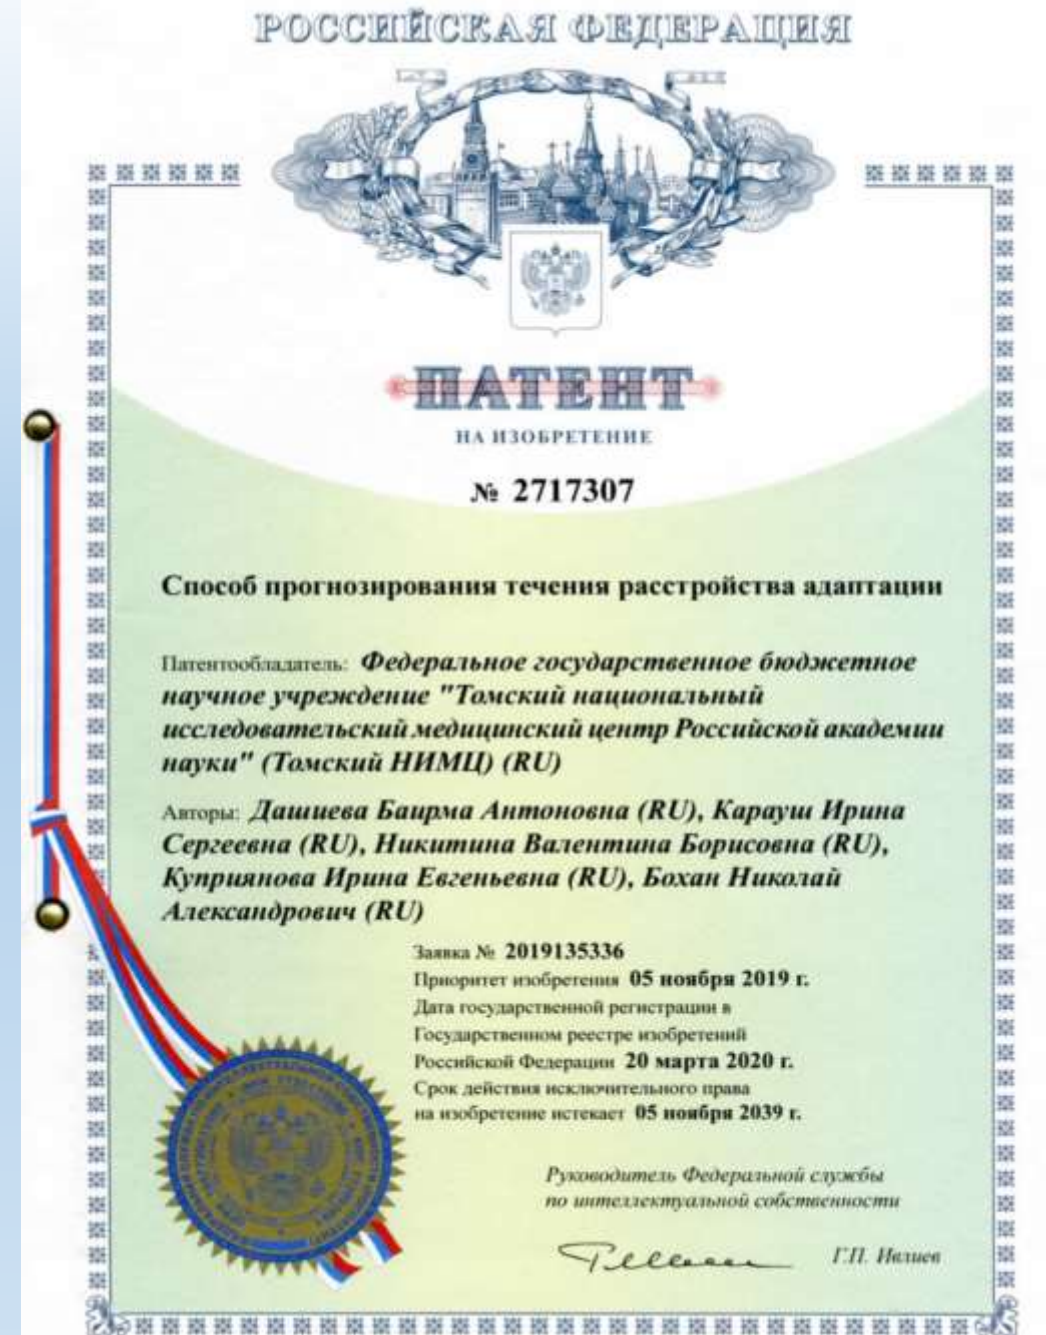 РОССИЙСКАЯ ФЕДЕРАЦИЯ
ПАТЕНТ
НА ИЗОБРЕТЕНИЕ
№ 2717307
Способ прогнозирования течения расстройства адаптации
Патентообладатель: Федеральное государственное бюджетное
научное учреждение "Томский национальный
исследовательский медицинский центр Российской академии
науки" (Томский НИМЦ) (RU)
Авторы: Дашиева Баирма Антоновна (RU), Карауш Ирина
Сергеевна (RU), Никитина Валентина Борисовна (RU),
Куприянова Ирина Евгеньевна (RU), Бохан Николай
Александрович (RU)
Заявка № 2019135336
Приоритет изобретения 05 ноября 2019 г.
Дата государственной регистрации в
Государственном реестре изобретений
Российской Федерации 20 марта 2020 г.
Срок действия исключительного права
на изобретение истекает 05 ноября 2039 г.
Руководитель Федеральной службы
по интеллектуальной собственности
Г.П. Ивлиев